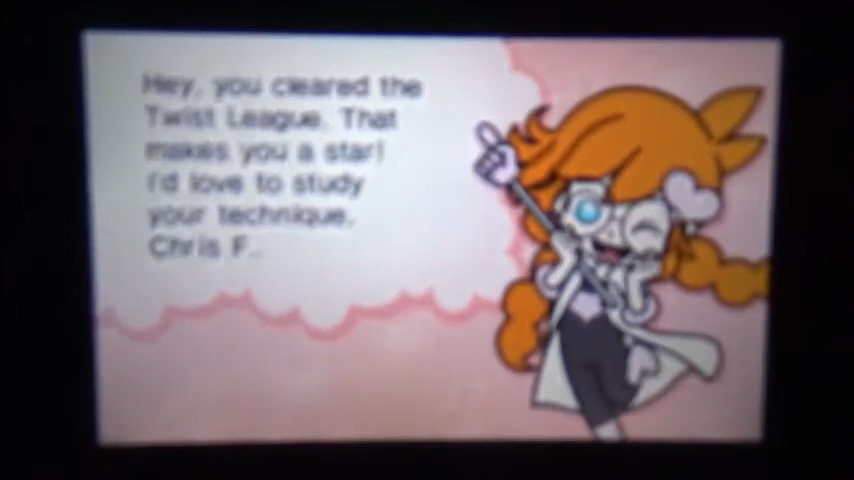 Hey, you cleared the
Twist League. That
makes you a star!
I'd love to study
your technique,
Chris F..